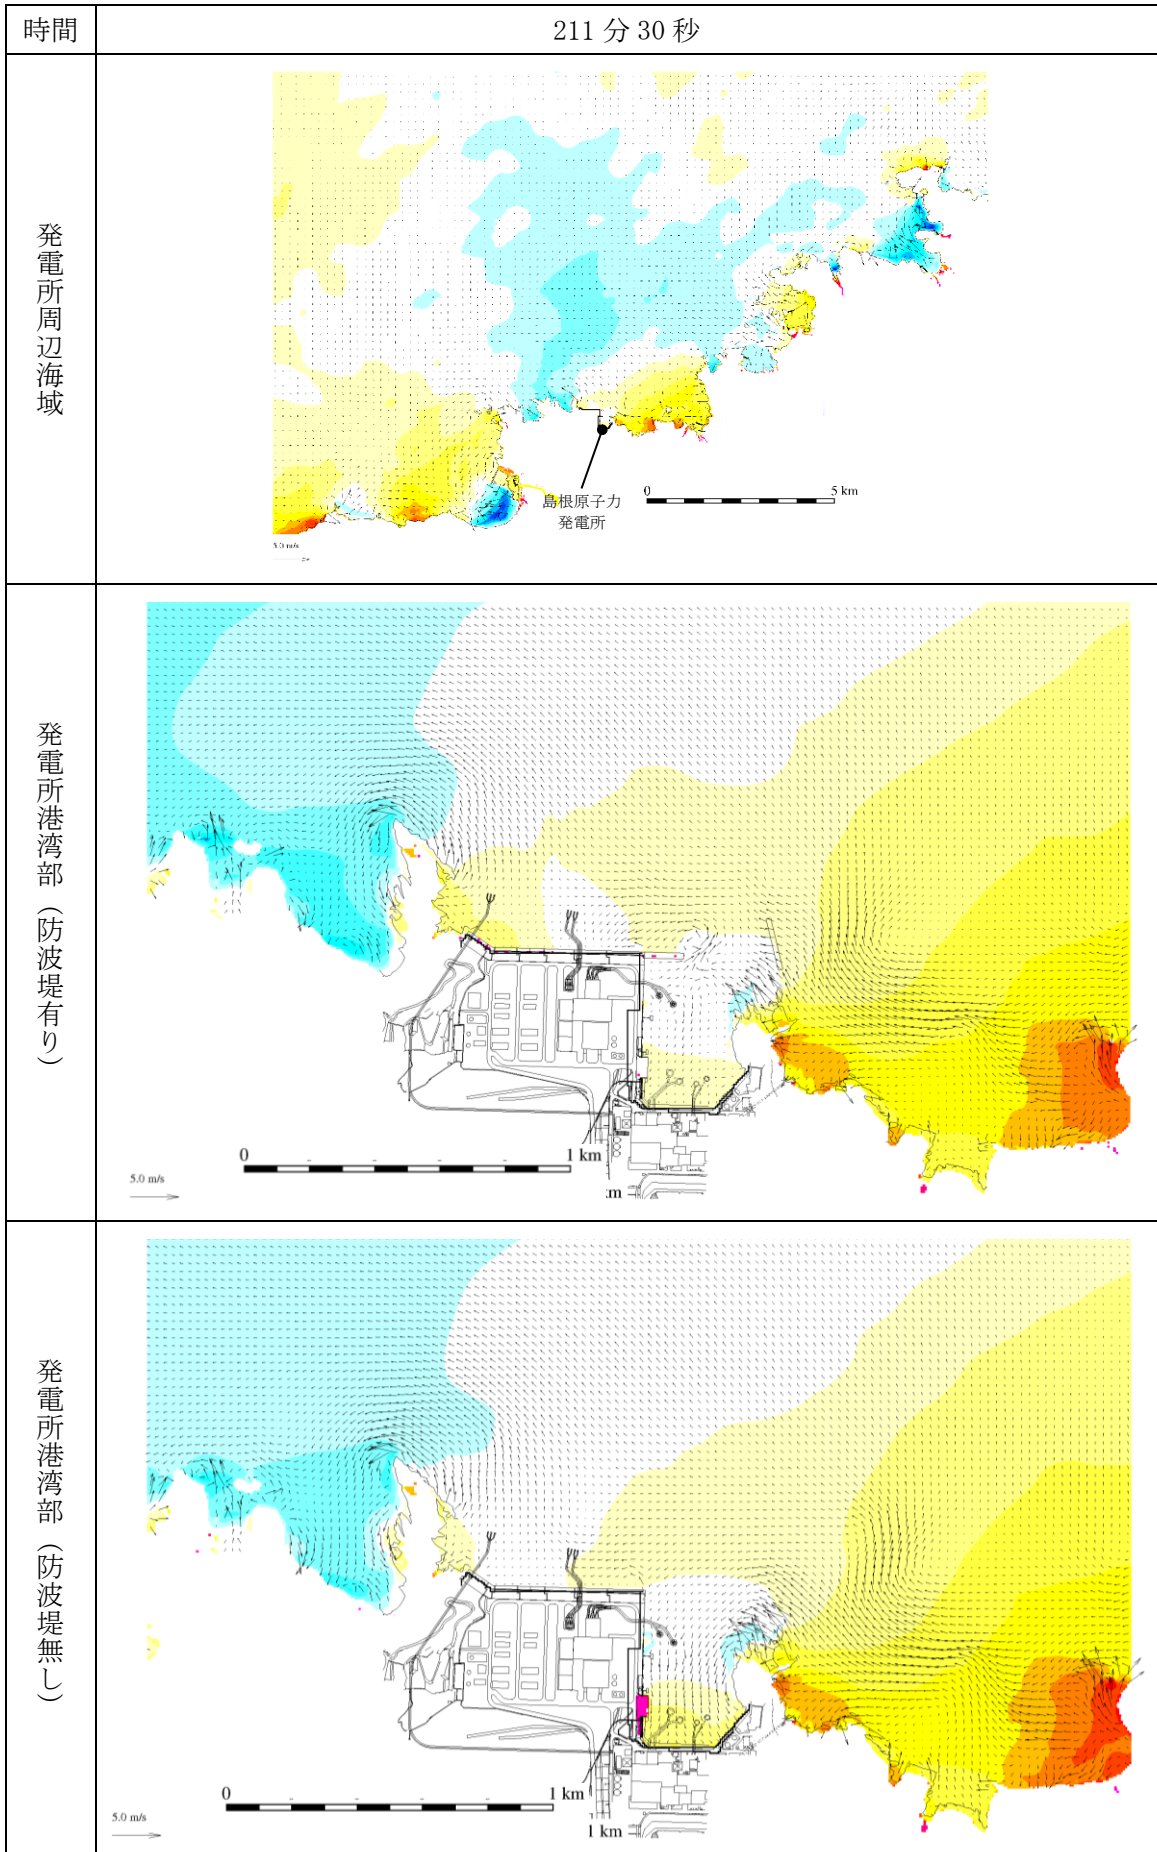 時間
211 分 30 秒
発電所周辺海域
島根原子力
発電所
0
5 km
5.0 m/s
発電所港湾部（防波堤有り）
0
1 km
:m
5.0 m/s
発電所港湾部（防波堤無し）
0
1 km
1 km
5.0 m/s